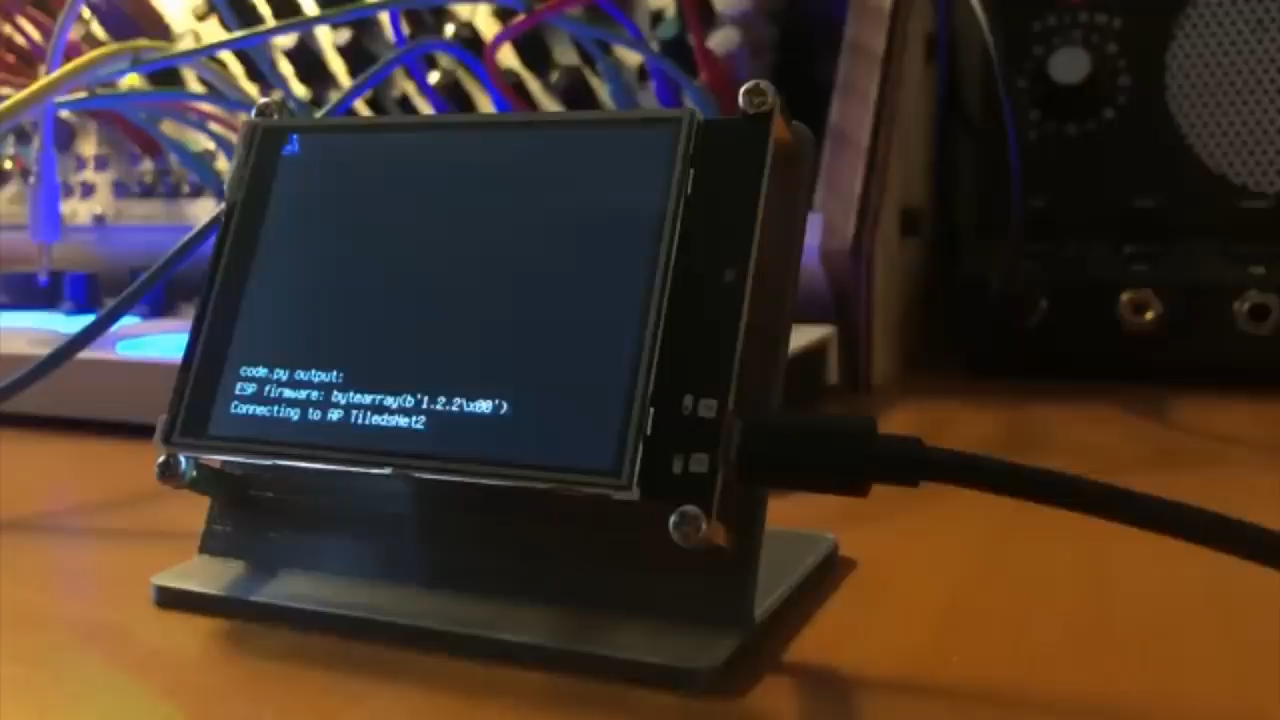 code.py output:
ESP firmware: bytearray(b'1.2.2\x00')
Connecting to AP TiledsNet2